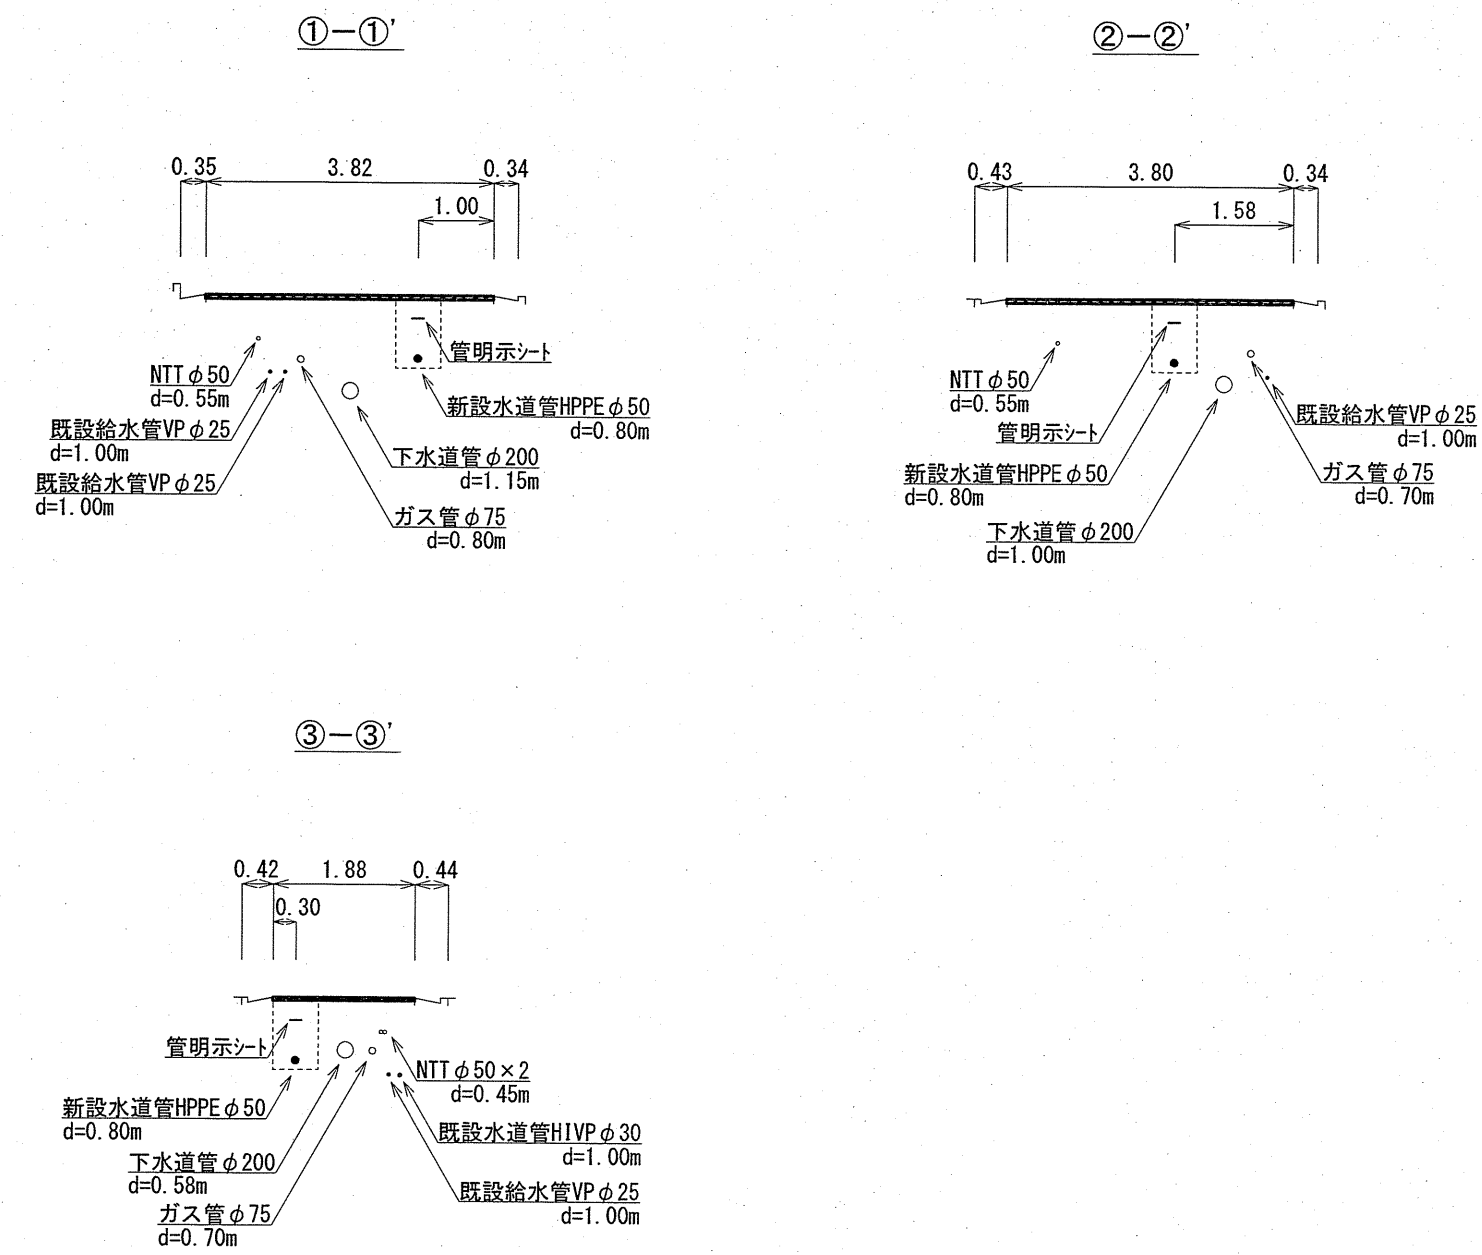 ①－①'
0.35
3.82
0.34
1.00
管明示シート
NTTφ50
d=0.55m
新設水道管HPPEφ50
d=0.80m
既設給水管VPφ25
d=1.00m
下水道管φ200
d=1.15m
既設給水管VPφ25
d=1.00m
ガス管φ75
d=0.80m
②－②'
0.43
3.80
0.34
1.58
NTTφ50
d=0.55m
既設給水管VPφ25
d=1.00m
管明示シート
新設水道管HPPEφ50
d=0.80m
ガス管φ75
d=0.70m
下水道管φ200
d=1.00m
③－③'
0.42
1.88
0.44
0.30
管明示シート
NTTφ50×2
d=0.45m
新設水道管HPPEφ50
d=0.80m
既設水道管HIVPφ30
d=1.00m
下水道管φ200
d=0.58m
既設給水管VPφ25
d=1.00m
ガス管φ75
d=0.70m